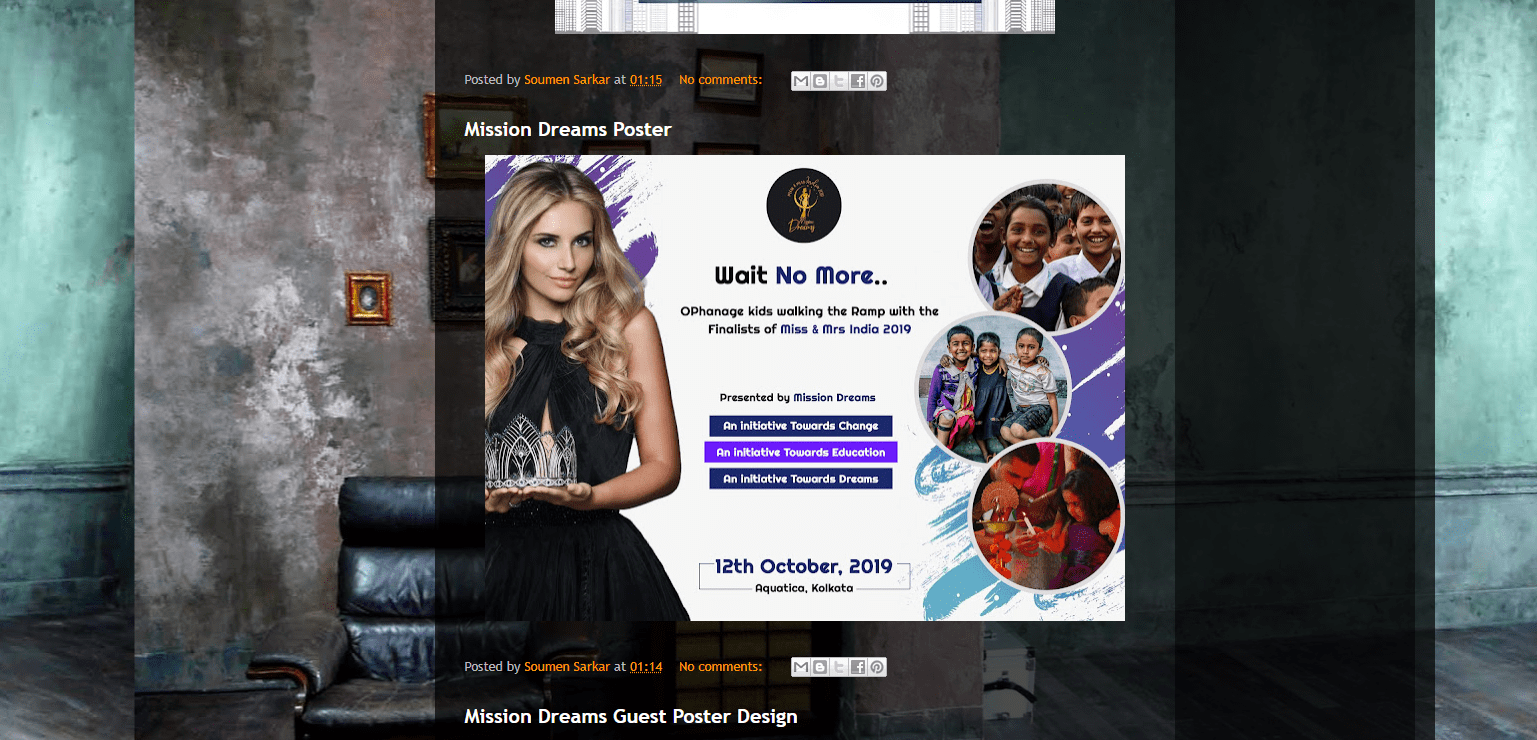 Posted by Soumen Sarkar at 01:15 No comments:
Mission Dreams Poster
Dreams
Wait No More..
OPhanage kids walking the Ramp with the
Finalists of Miss & Mrs India 2019
Presented by Mission Dreams
An initiative Towards Change
An initiative Towards Education
An initiative Towards Dreams
12th October, 2019
Aquatica, Kolkata
Posted by Soumen Sarkar at 01:14 No comments:
Mission Dreams Guest Poster Design